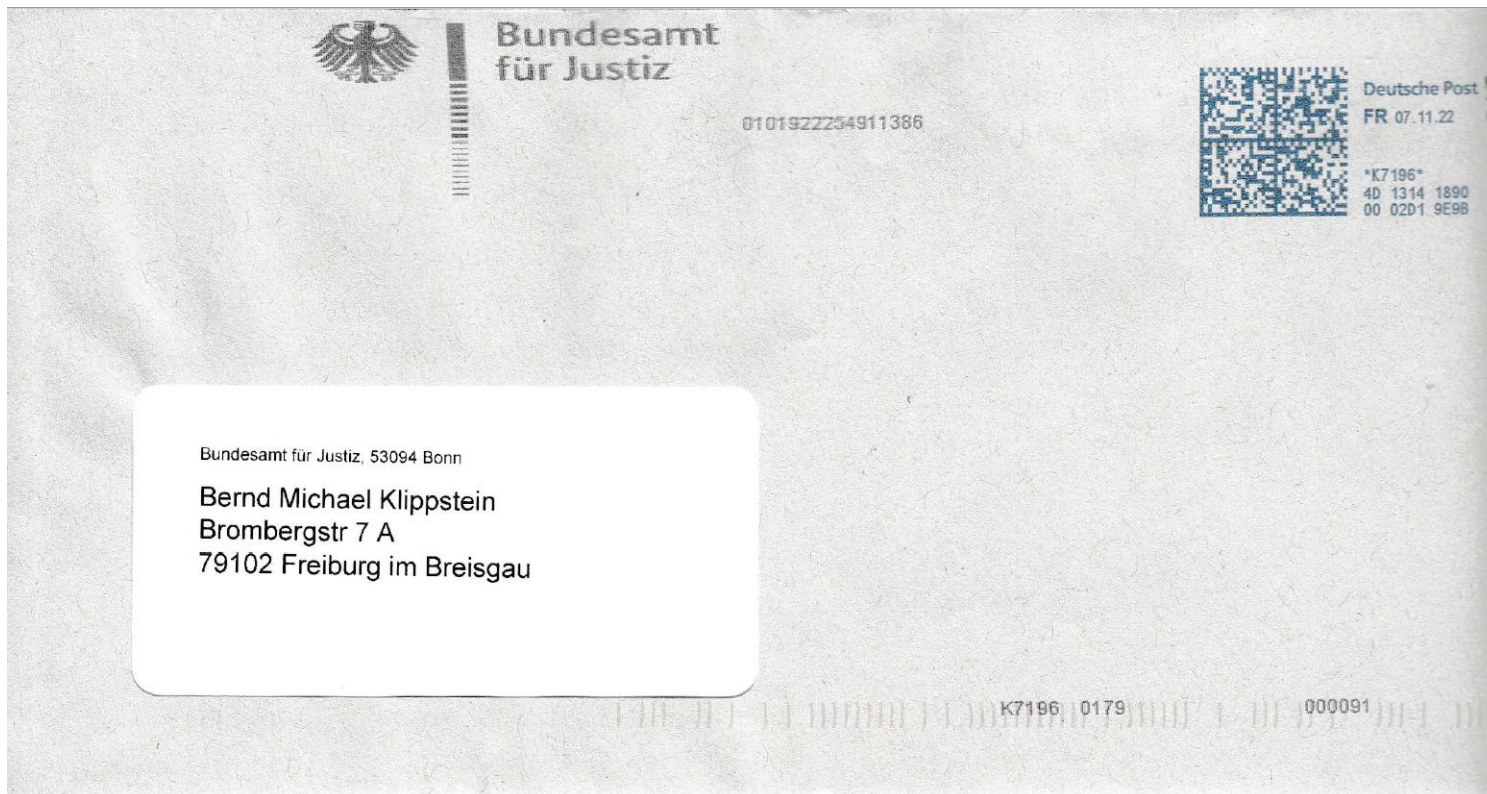 Bundesamt
für Justiz
0101922254911386
Deutsche Post
FR 07.11.22
*K7196*
4D 1314 1890
00 02D1 9E9B
Bundesamt für Justiz, 53094 Bonn
Bernd Michael Klippstein
Brombergstr 7 A
79102 Freiburg im Breisgau
K7196 0179 000091